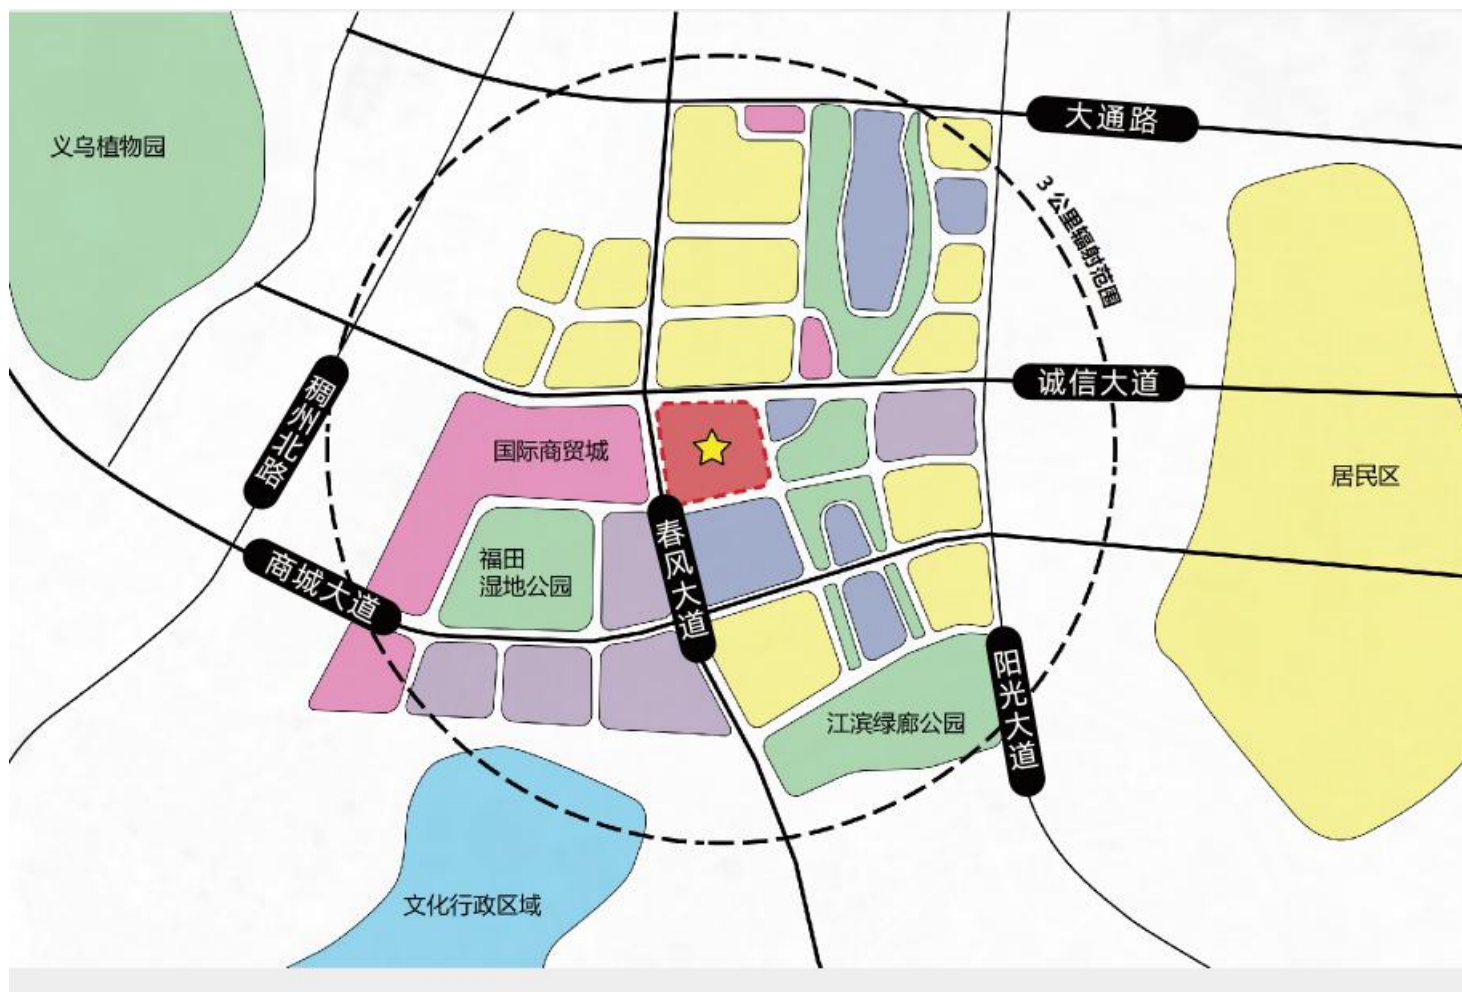 大通路
义乌植物园
3 公里辐射范围
诚信大道
稠州北路
国际商贸城
居民区
春风大道
福田
湿地公园
商城大道
阳光大道
江滨绿廊公园
文化行政区域